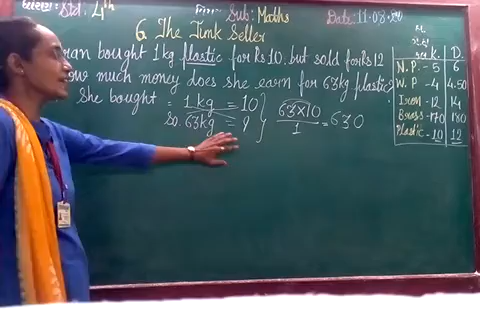 Std: 4th Sub: Maths Date: 11.08.20
6. The Junk Seller
ran bought 1kg plastic for Rs 10, but sold for Rs 12
How much money does she earn for 63kg plastic?
She bought = 1 kg = 10 } 63×10
So 63kg = ? 1 = 630
K. D
N. P. - 5 6
W. P - 4 4.50
Iron - 12 14
Brass - 170 180
Plastic - 10 12